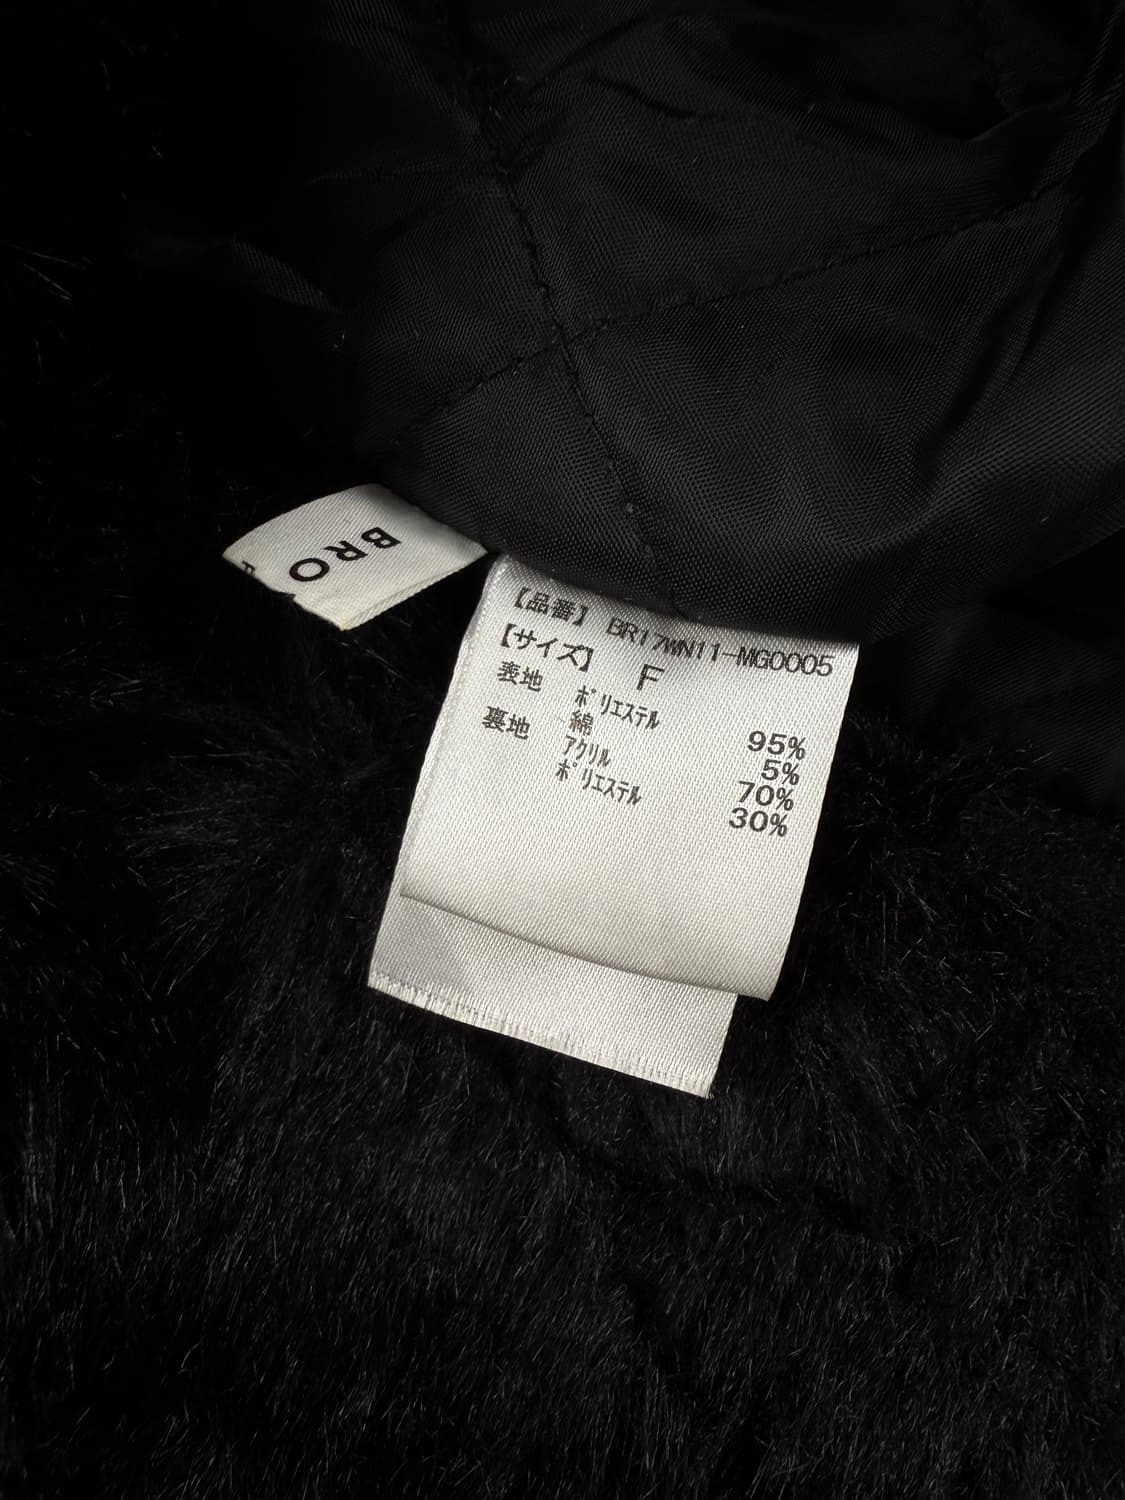 BRO
【品番】 BR17WN11-MG0005
【サイズ】 F
表地 ポリエステル 95%
綿 5%
裏地 アクリル 70%
ポリエステル 30%